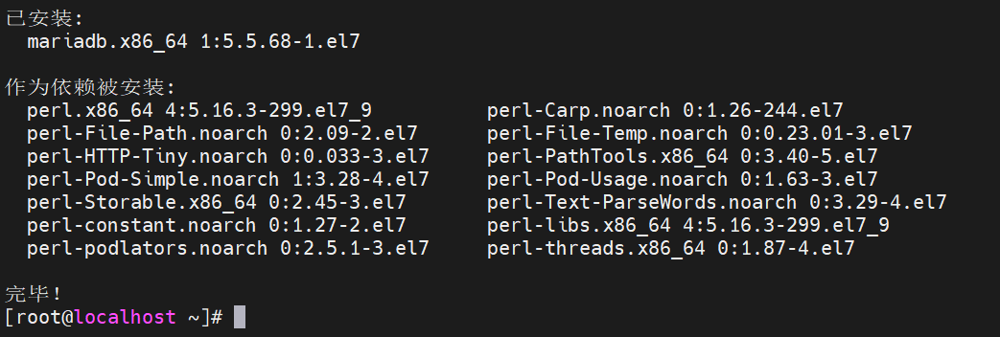 已安装:
mariadb.x86_64 1:5.5.68-1.el7
作为依赖被安装:
perl.x86_64 4:5.16.3-299.el7_9 perl-Carp.noarch 0:1.26-244.el7
perl-File-Path.noarch 0:2.09-2.el7 perl-File-Temp.noarch 0:0.23.01-3.el7
perl-HTTP-Tiny.noarch 0:0.033-3.el7 perl-PathTools.x86_64 0:3.40-5.el7
perl-Pod-Simple.noarch 1:3.28-4.el7 perl-Pod-Usage.noarch 0:1.63-3.el7
perl-Storable.x86_64 0:2.45-3.el7 perl-Text-ParseWords.noarch 0:3.29-4.el7
perl-constant.noarch 0:1.27-2.el7 perl-libs.x86_64 4:5.16.3-299.el7_9
perl-podlators.noarch 0:2.5.1-3.el7 perl-threads.x86_64 0:1.87-4.el7
完毕!
[root@localhost ~]#